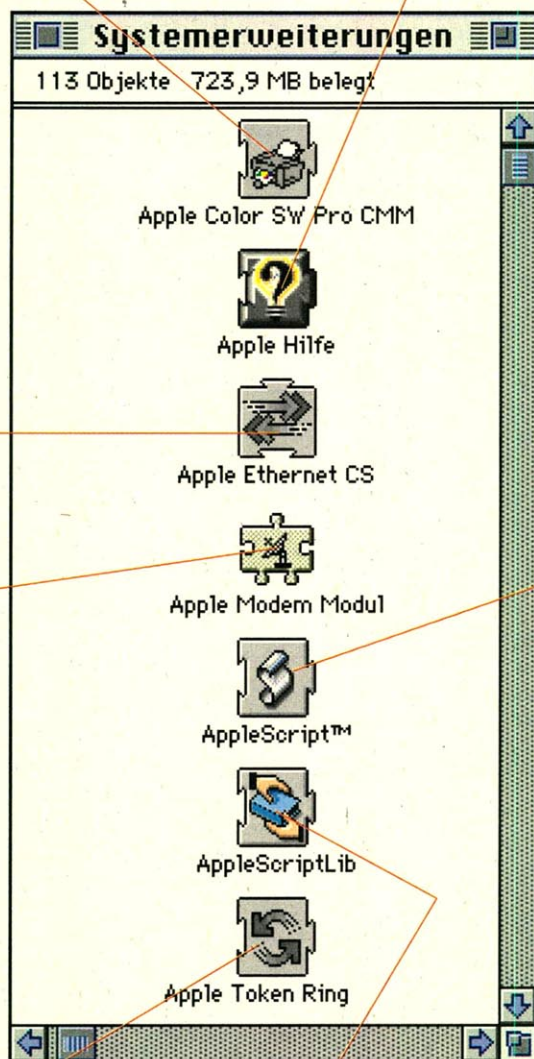 Systemerweiterungen
113 Objekte 723,9 MB belegt
Apple Color SW Pro CMM
Apple Hilfe
Apple Ethernet CS
Apple Modem Modul
AppleScript™
AppleScriptLib
Apple Token Ring